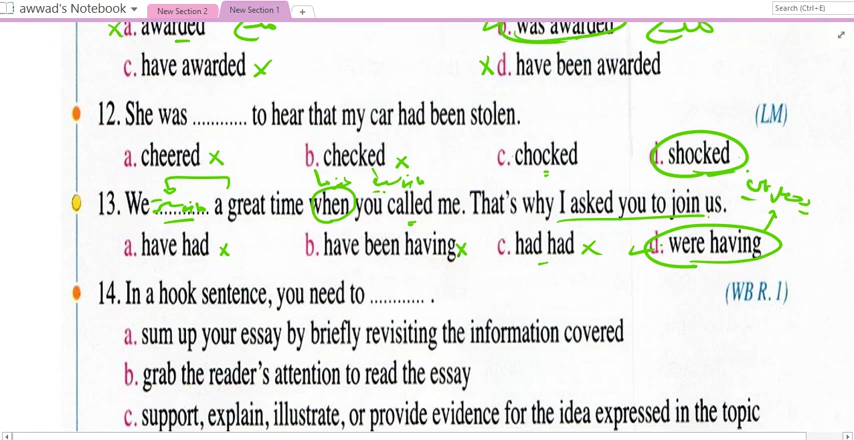 awwad's Notebook New Section 2 New Section 1 + Search (Ctrl+E)
xa. awarded b. was awarded
c. have awarded x xd. have been awarded
12. She was ............ to hear that my car had been stolen. (LM)
a. cheered x b. checked x c. chocked d. shocked
13. We ............ a great time when you called me. That's why I asked you to join us.
a. have had x b. have been having x c. had had x d. were having
14. In a hook sentence, you need to ............ . (WB R. 1)
a. sum up your essay by briefly revisiting the information covered
b. grab the reader's attention to read the essay
c. support, explain, illustrate, or provide evidence for the idea expressed in the topic